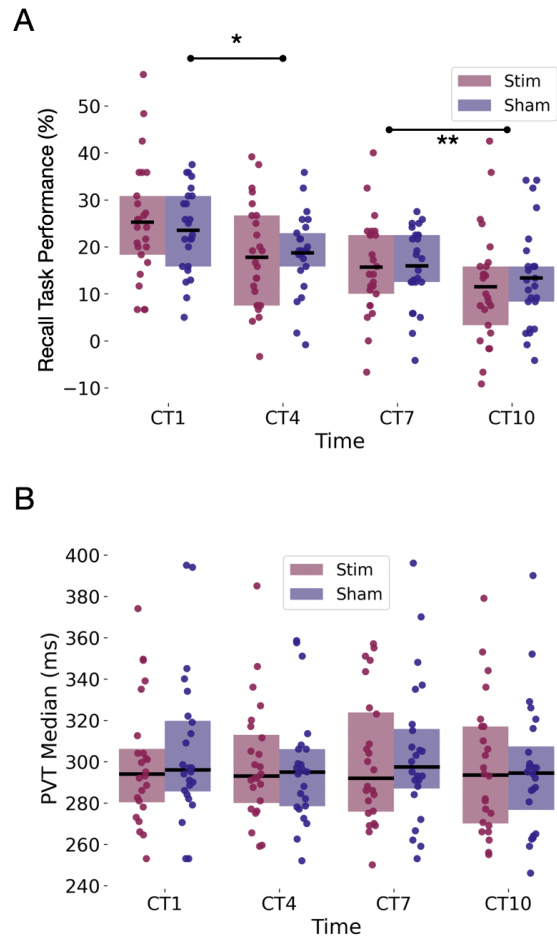 A
*
Stim
Sham
**
Recall Task Performance (%)
50
40
30
20
10
0
−10
CT1 CT4 CT7 CT10
Time
B
Stim
Sham
PVT Median (ms)
400
380
360
340
320
300
280
260
240
CT1 CT4 CT7 CT10
Time